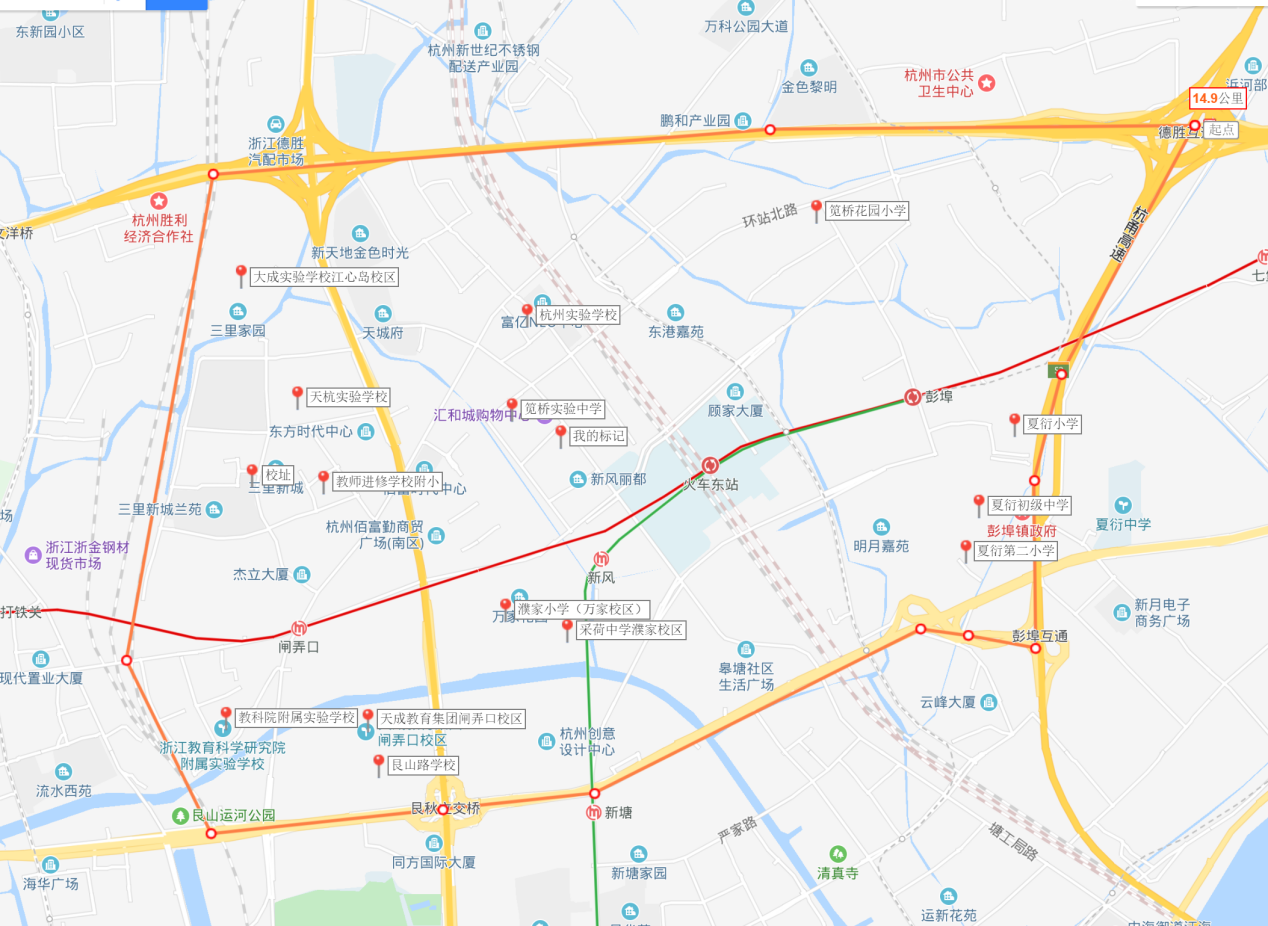 东新园小区
杭州新世纪不锈钢
配送产业园
万科公园大道
金色黎明
杭州市公共
卫生中心
14.9公里
鹏和产业园
起点
浙江德胜
汽配市场
杭州胜利
经济合作社
环站北路
笕桥花园小学
杭甬高速
新天地金色时光
大成实验学校江心岛校区
三里家园
天城府
杭州实验学校
东港嘉苑
天杭实验学校
顾家大厦
彭埠
笕桥实验中学
汇和城购物中心
我的标记
东方时代中心
夏衍小学
校址
三里新城
教师进修学校附小
新风丽都
火车东站
三里新城兰苑
夏衍初级中学
彭埠镇政府
夏衍中学
杭州佰富勤商贸
广场(南区)
明月嘉苑
夏衍第二小学
浙江浙金钢材
现货市场
杰立大厦
新风
打铁关
濮家小学（万家校区）
采荷中学濮家校区
新月电子
商务广场
彭埠互通
闸弄口
现代置业大厦
皋塘社区
生活广场
云峰大厦
教科院附属实验学校
天成教育集团闸弄口校区
闸弄口校区
浙江教育科学研究院
附属实验学校
杭州创意
设计中心
艮山路学校
流水西苑
艮山运河公园
艮秋立交桥
新塘
严家路
塘工局路
同方国际大厦
新塘家园
清真寺
海华广场
运新花苑